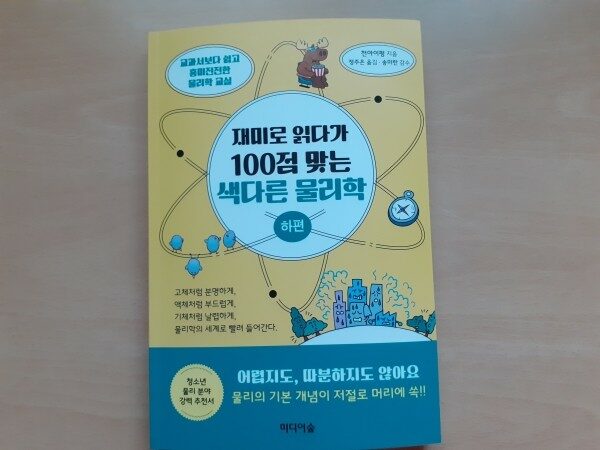 교과서보다 쉽고
흥미진진한
물리학 교실
천아이펑 지음
정주은 옮김 · 송미란 감수
재미로 읽다가
100점 맞는
색다른 물리학
하편
고체처럼 분명하게,
액체처럼 부드럽게,
기체처럼 날렵하게,
물리학의 세계로 빨려 들어간다.
청소년
물리 분야
강력 추천서
어렵지도, 따분하지도 않아요
물리의 기본 개념이 저절로 머리에 쏙!!
미디어숲